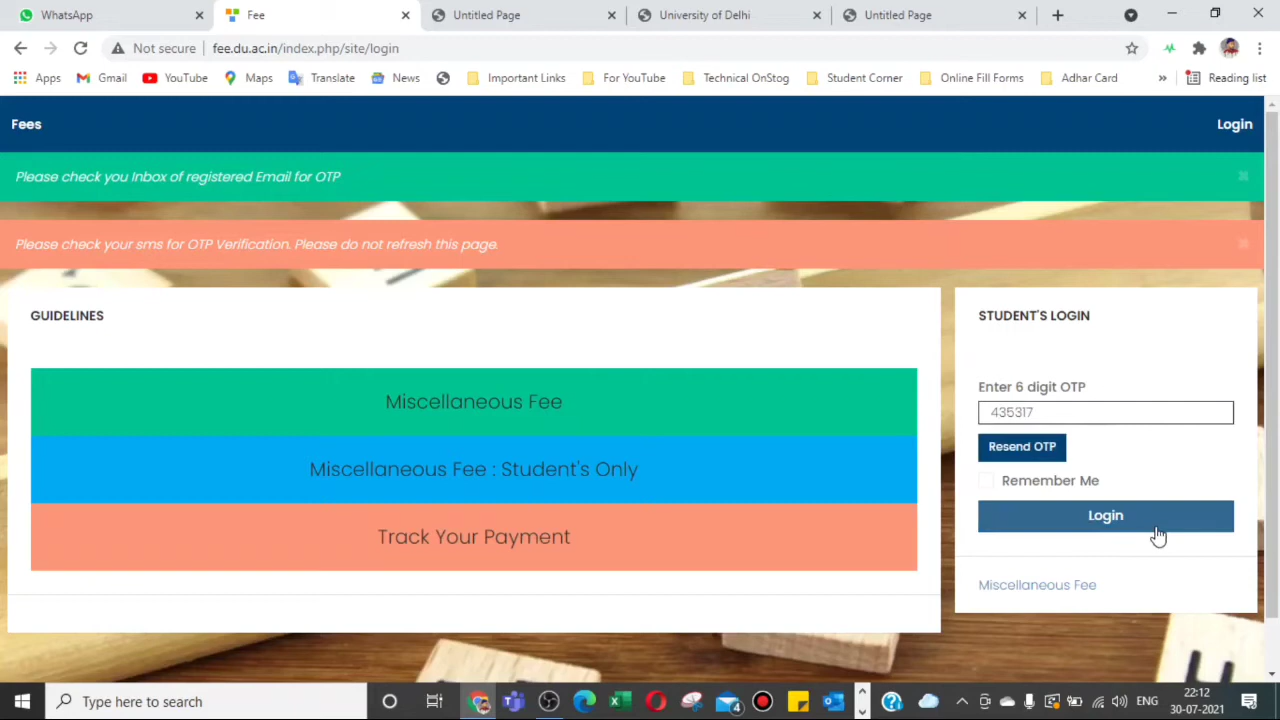 WhatsApp
Fee
Untitled Page
University of Delhi
Untitled Page
Not secure
fee.du.ac.in/index.php/site/login
Apps
Gmail
YouTube
Maps
Translate
News
Important Links
For YouTube
Technical OnStog
Student Corner
Online Fill Forms
Adhar Card
»
Reading list
Fees
Login
Please check you Inbox of registered Email for OTP
Please check your sms for OTP Verification. Please do not refresh this page.
GUIDELINES
Miscellaneous Fee
Miscellaneous Fee : Student's Only
Track Your Payment
STUDENT'S LOGIN
Enter 6 digit OTP
435317
Resend OTP
Remember Me
Login
Miscellaneous Fee
Type here to search
4
ENG
22:12
30-07-2021